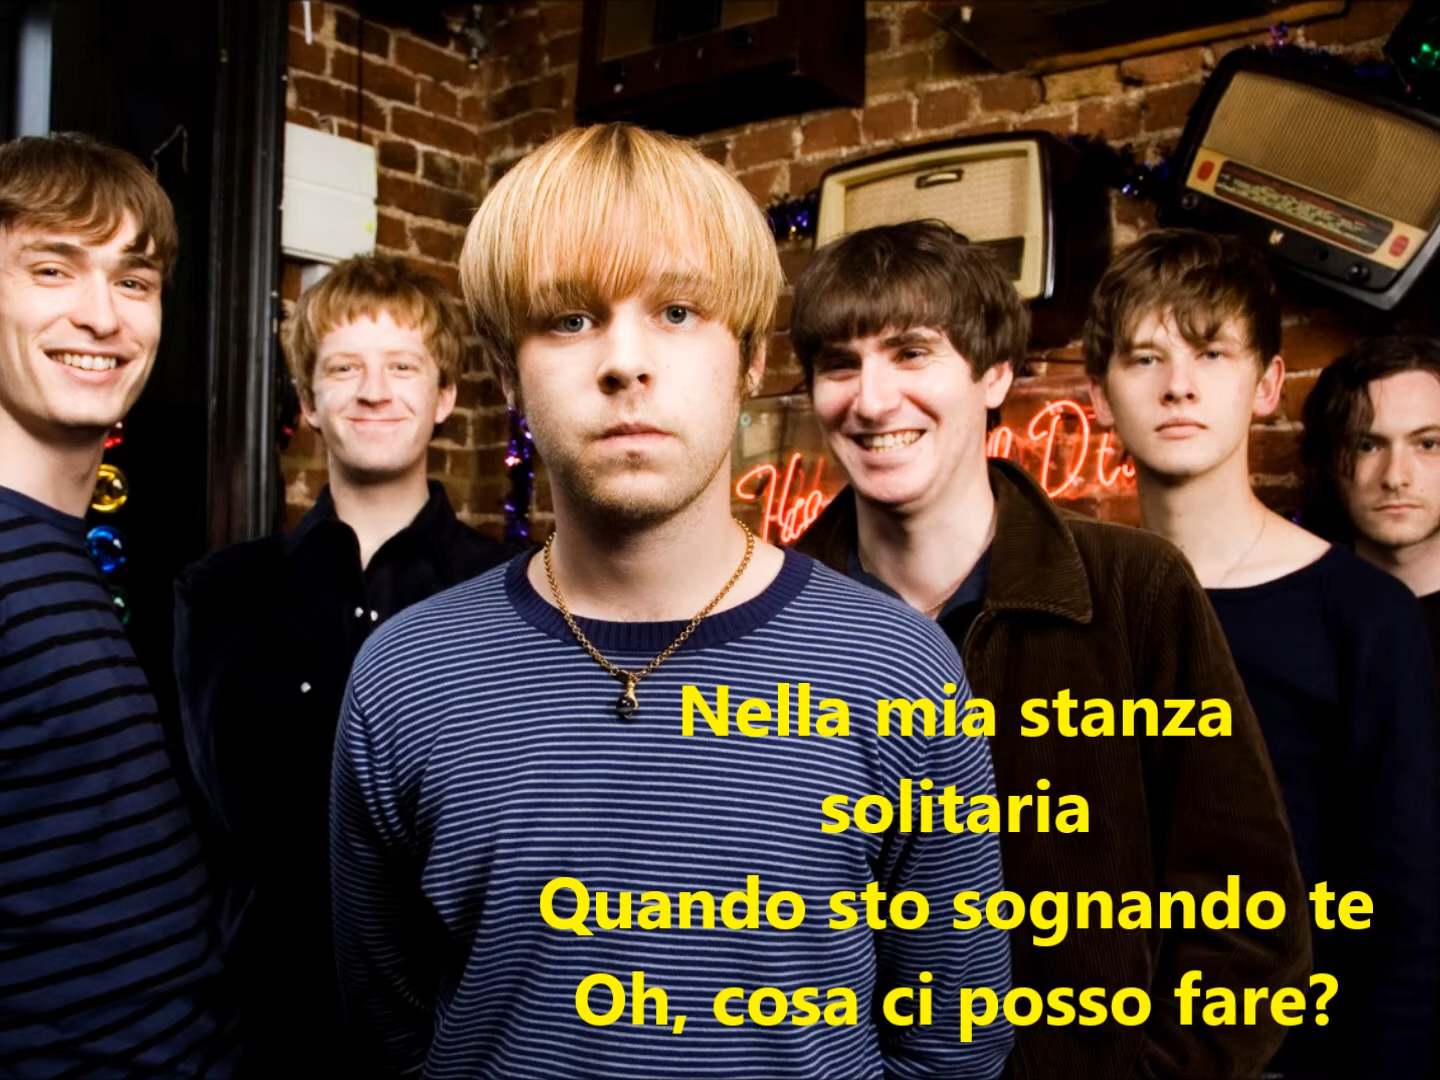 Nella mia stanza
solitaria
Quando sto sognando te
Oh, cosa ci posso fare?